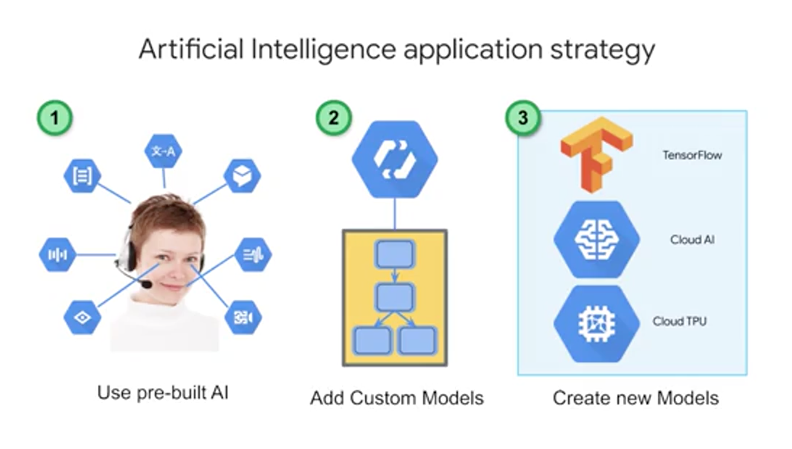 Artificial Intelligence application strategy
1
2
3
文-A
TensorFlow
Cloud AI
Cloud TPU
Use pre-built AI
Add Custom Models
Create new Models